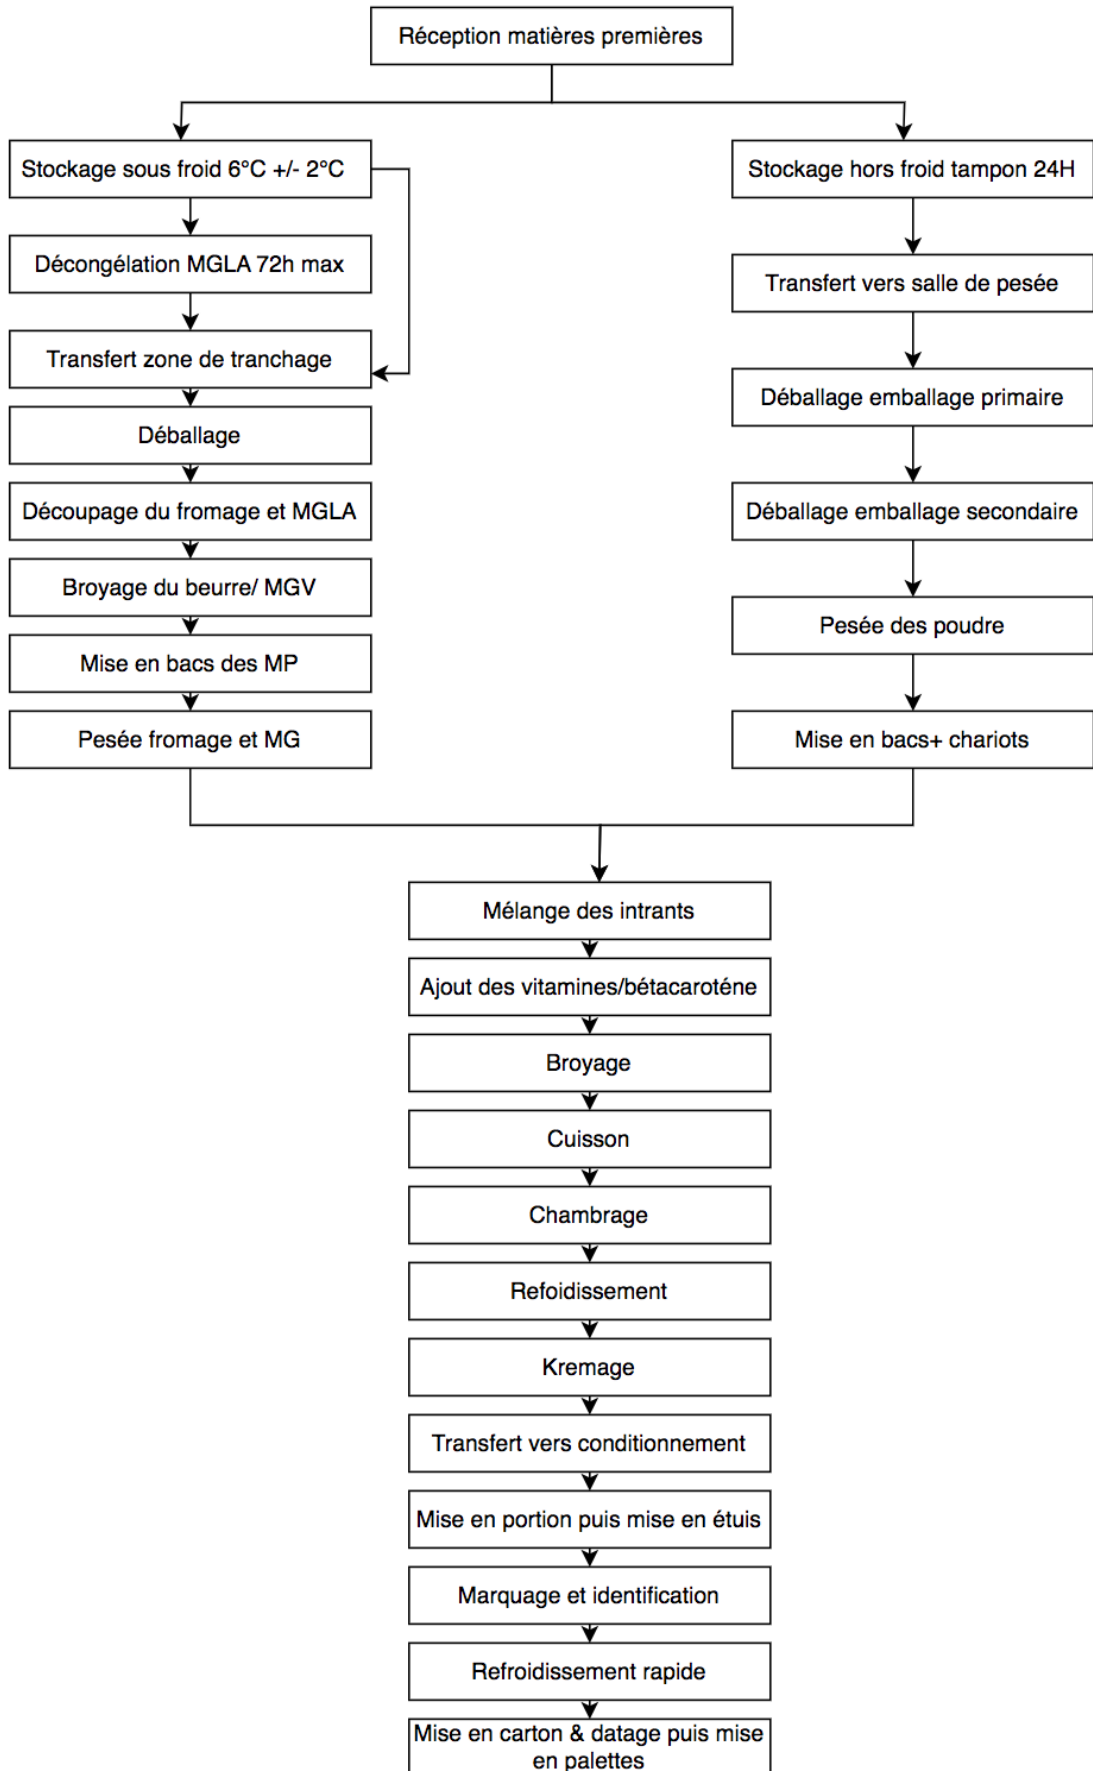 Réception matières premières
Stockage sous froid 6°C +/- 2°C
Décongélation MGLA 72h max
Transfert zone de tranchage
Déballage
Découpage du fromage et MGLA
Broyage du beurre/ MGV
Mise en bacs des MP
Pesée fromage et MG
Stockage hors froid tampon 24H
Transfert vers salle de pesée
Déballage emballage primaire
Déballage emballage secondaire
Pesée des poudre
Mise en bacs+ chariots
Mélange des intrants
Ajout des vitamines/bétacaroténe
Broyage
Cuisson
Chambrage
Refoidissement
Kremage
Transfert vers conditionnement
Mise en portion puis mise en étuis
Marquage et identification
Refroidissement rapide
Mise en carton & datage puis mise
en palettes